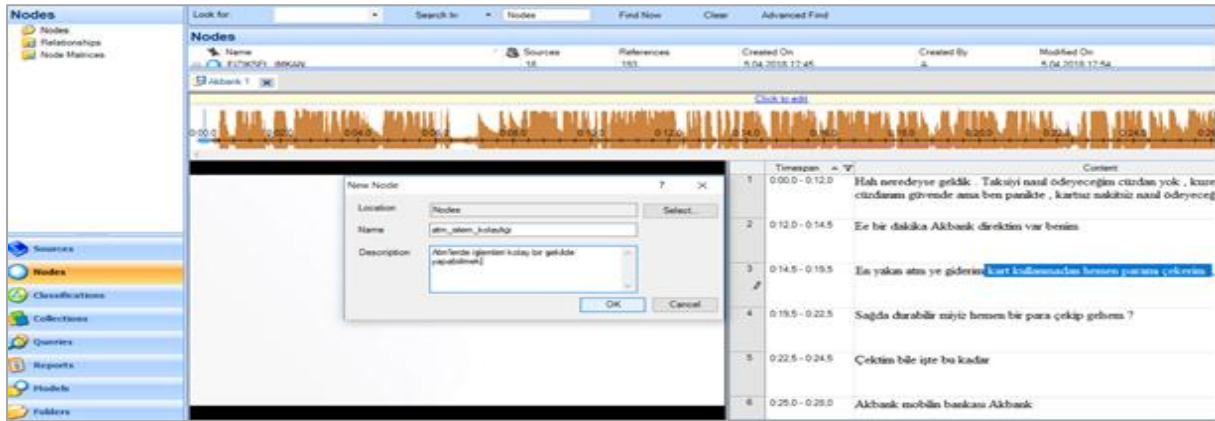 Nodes
Nodes
Relationships
Node Matrices
Sources
Nodes
Classifications
Collections
Queries
Reports
Models
Folders
Look for: Search In Nodes Find Now Clear Advanced Find
Nodes
Name Sources References Created On Created By Modified On
18 193 5.04.2018 17:45 5.04.2018 17:54
Akbank 1
Click to edit
Timespan Content
1 0:00,0 - 0:12,0 Hah neredeyse geldik . Taksiyi nasıl ödeyeceğim cüzdan yok ,
cüzdanım güvende ama ben panikte , kartsız nakitsiz nasıl
2 0:12,0 - 0:14,5 Ee bir dakika Akbank direktim var benim
3 0:14,5 - 0:19,5 En yakın atm ye giderim kart kullanmadan hemen paramı çekerim
4 0:19,5 - 0:22,5 Sağda durabilir miyiz hemen bir para çekip gelsem ?
5 0:22,5 - 0:24,5 Çektim bile işte bu kadar
6 0:25,0 - 0:28,0 Akbank mobilin bankası Akbank
New Node ? ×
Location Nodes Select...
Name
Description Atm'lerde işlemleri kolay bir şekilde
yapabilmek
OK Cancel